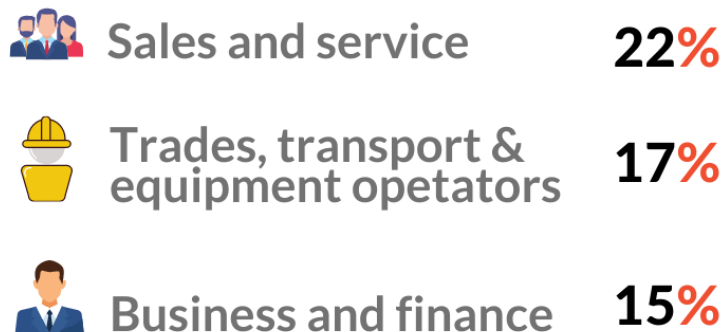 Sales and service 22%
Trades, transport &
equipment opetators 17%
Business and finance 15%